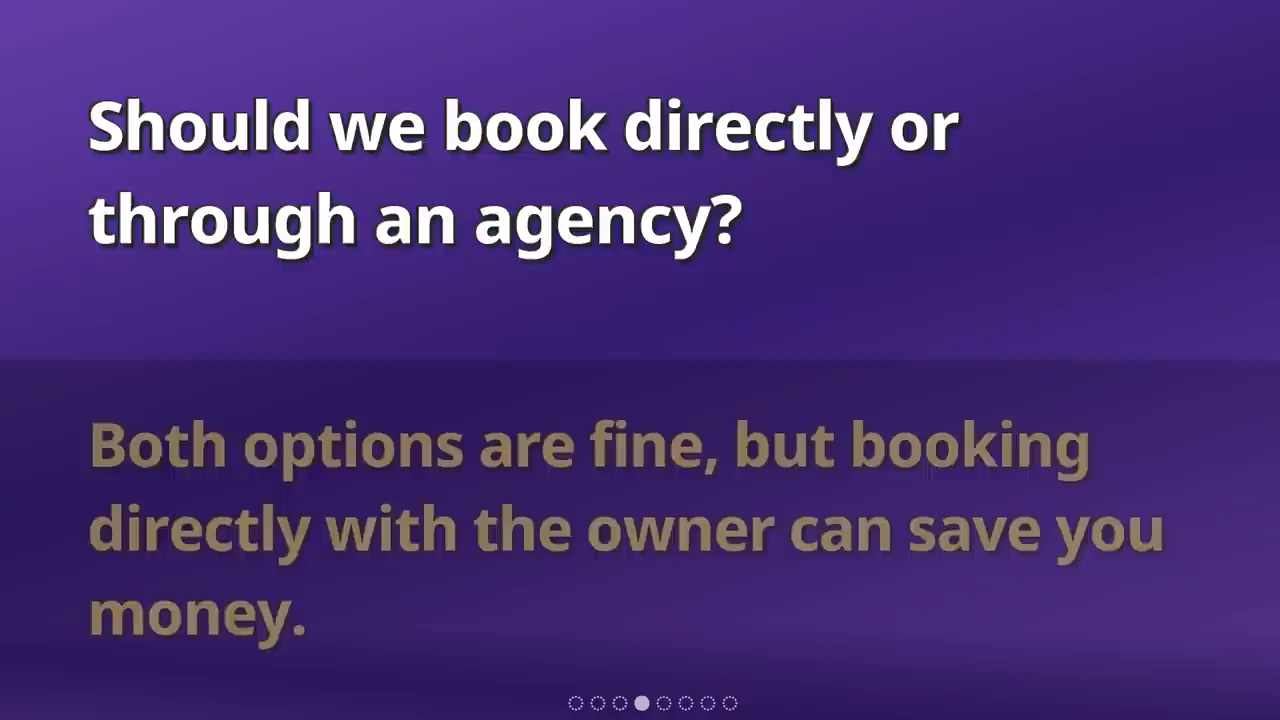 Should we book directly or
through an agency?
Both options are fine, but booking
directly with the owner can save you
money.